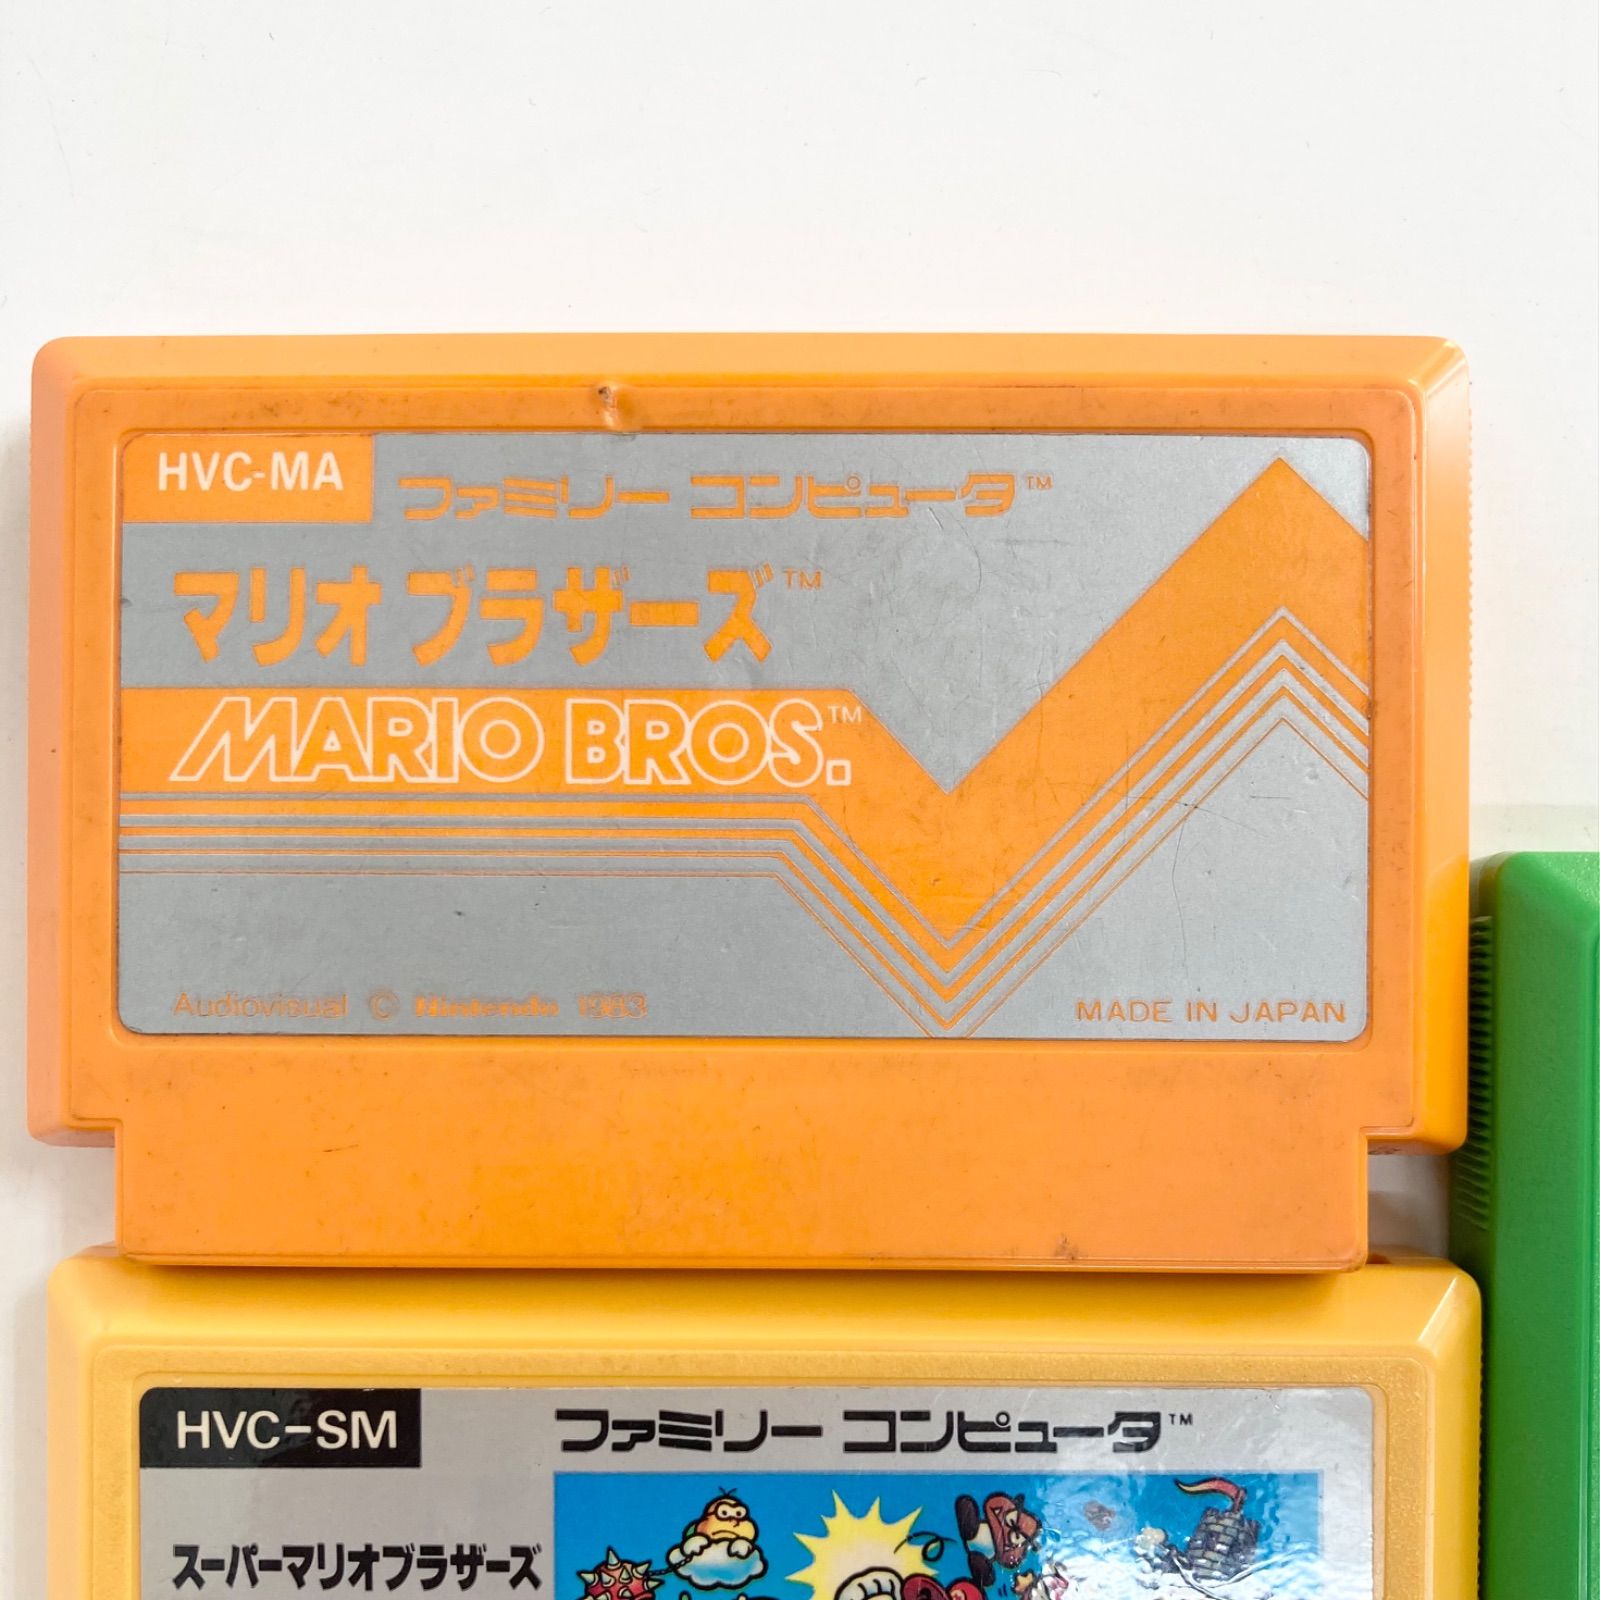 HVC-MA
ファミリー コンピュータ™
マリオ ブラザーズ™
MARIO BROS.™
Audiovisual © Nintendo 1983
MADE IN JAPAN
HVC-SM
ファミリー コンピュータ™
スーパーマリオブラザーズ